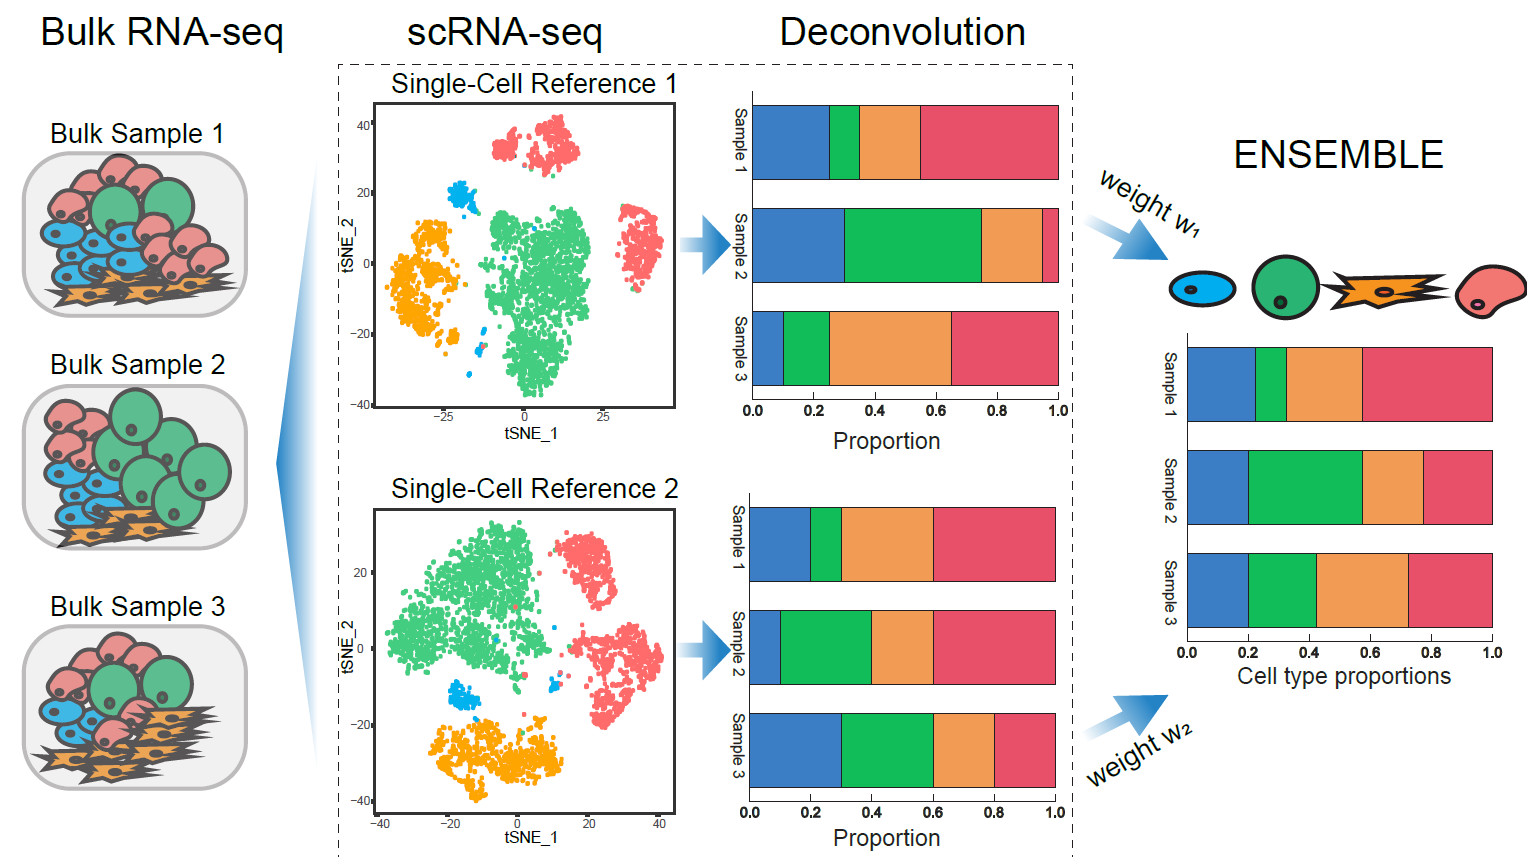 Bulk RNA-seq
scRNA-seq
Deconvolution
ENSEMBLE
Bulk Sample 1
Bulk Sample 2
Bulk Sample 3
Single-Cell Reference 1
tSNE_2
40
20
0
−20
−40
−25
0
25
tSNE_1
Sample 1
Sample 2
Sample 3
0.0
0.2
0.4
0.6
0.8
1.0
Proportion
Single-Cell Reference 2
tSNE_2
20
0
−20
−40
−40
−20
0
20
40
tSNE_1
Sample 1
Sample 2
Sample 3
0.0
0.2
0.4
0.6
0.8
1.0
Proportion
weight w₁
weight w₂
Sample 1
Sample 2
Sample 3
0.0
0.2
0.4
0.6
0.8
1.0
Cell type proportions